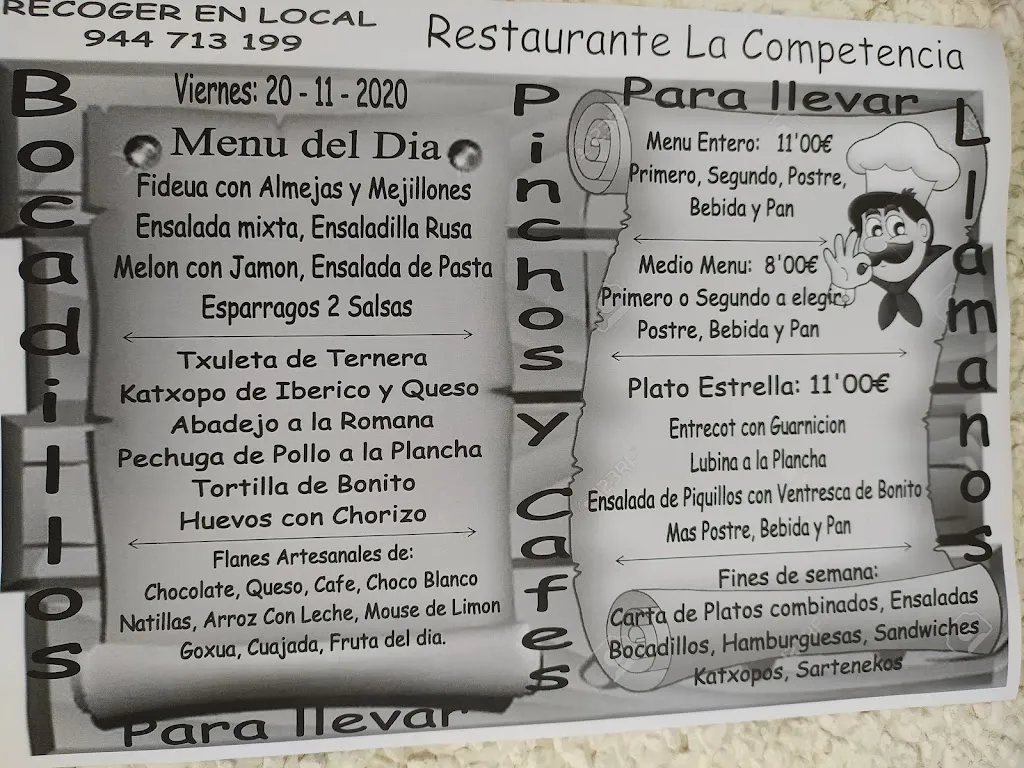 RECOGER EN LOCAL
944 713 199
Restaurante La Competencia
Bocadillos
Viernes: 20 - 11 - 2020
Menu del Dia
Fideua con Almejas y Mejillones
Ensalada mixta, Ensaladilla Rusa
Melon con Jamon, Ensalada de Pasta
Esparragos 2 Salsas
Txuleta de Ternera
Katxopo de Iberico y Queso
Abadejo a la Romana
Pechuga de Pollo a la Plancha
Tortilla de Bonito
Huevos con Chorizo
Flanes Artesanales de:
Chocolate, Queso, Cafe, Choco Blanco
Natillas, Arroz Con Leche, Mouse de Limon
Goxua, Cuajada, Fruta del dia.
Para llevar
Pinchos y Cafes
Para llevar
Menu Entero: 11'00€
Primero, Segundo, Postre,
Bebida y Pan
Medio Menu: 8'00€
Primero o Segundo a elegir,
Postre, Bebida y Pan
Plato Estrella: 11'00€
Entrecot con Guarnicion
Lubina a la Plancha
Ensalada de Piquillos con Ventresca de Bonito
Mas Postre, Bebida y Pan
Fines de semana:
Carta de Platos combinados, Ensaladas
Bocadillos, Hamburguesas, Sandwiches
Katxopos, Sartenekos
Llamanos